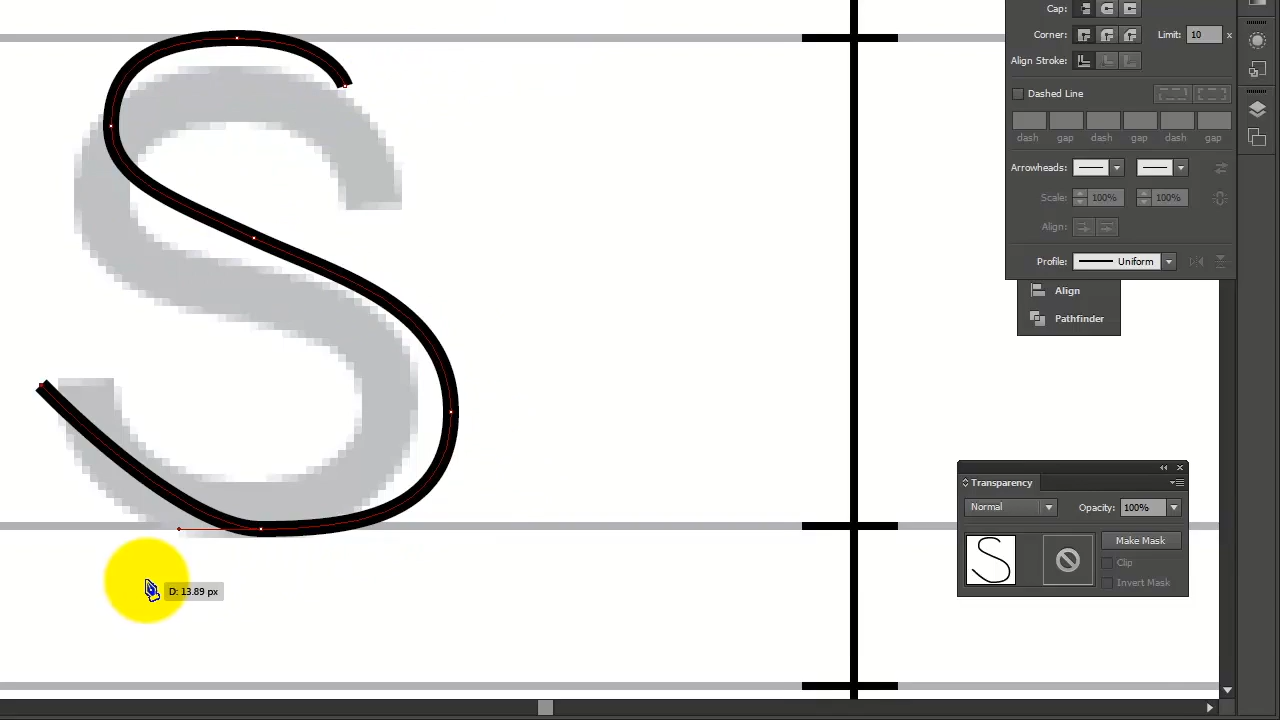 S
Cap:
Corner: Limit: 10 x
Align Stroke:
Dashed Line
dash gap dash gap dash gap
Arrowheads:
Scale: 100% 100%
Align:
Profile: Uniform
Align
Pathfinder
Transparency
Normal Opacity: 100%
S Make Mask
Clip
Invert Mask
D: 13.89 px